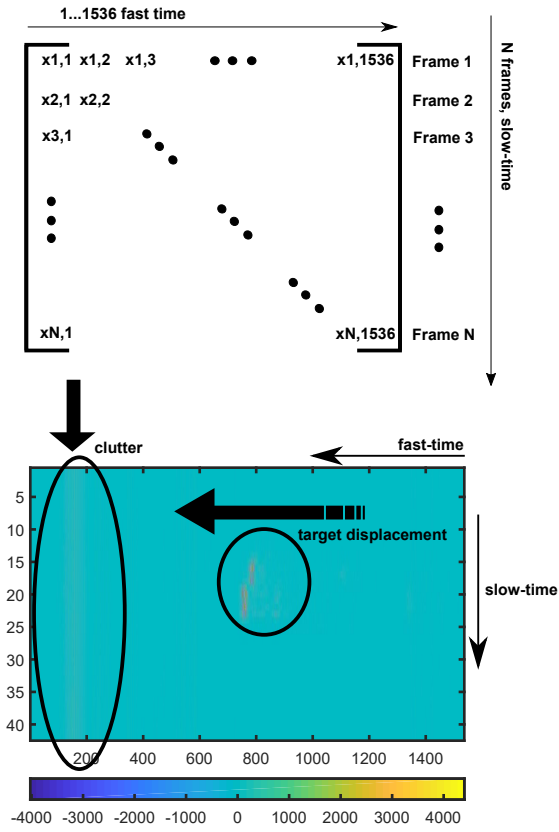 1...1536 fast time
x1,1 x1,2 x1,3 x1,1536 Frame 1
x2,1 x2,2 Frame 2
x3,1 Frame 3
N frames, slow-time
xN,1 xN,1536 Frame N
clutter
fast-time
target displacement
slow-time
5
10
15
20
25
30
35
40
200 400 600 800 1000 1200 1400
-4000 -3000 -2000 -1000 0 1000 2000 3000 4000